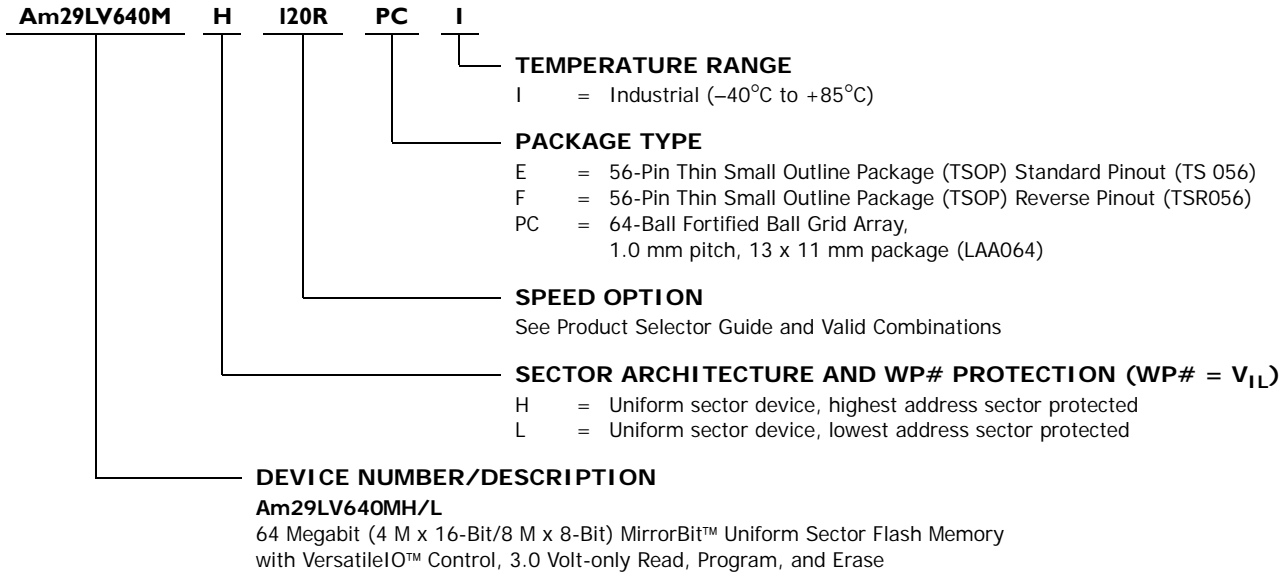 Am29LV640M H 120R PC I
TEMPERATURE RANGE
I = Industrial (–40°C to +85°C)
PACKAGE TYPE
E = 56-Pin Thin Small Outline Package (TSOP) Standard Pinout (TS 056)
F = 56-Pin Thin Small Outline Package (TSOP) Reverse Pinout (TSR056)
PC = 64-Ball Fortified Ball Grid Array,
1.0 mm pitch, 13 x 11 mm package (LAA064)
SPEED OPTION
See Product Selector Guide and Valid Combinations
SECTOR ARCHITECTURE AND WP# PROTECTION (WP# = VIL)
H = Uniform sector device, highest address sector protected
L = Uniform sector device, lowest address sector protected
DEVICE NUMBER/DESCRIPTION
Am29LV640MH/L
64 Megabit (4 M x 16-Bit/8 M x 8-Bit) MirrorBit™ Uniform Sector Flash Memory
with VersatileIO™ Control, 3.0 Volt-only Read, Program, and Erase